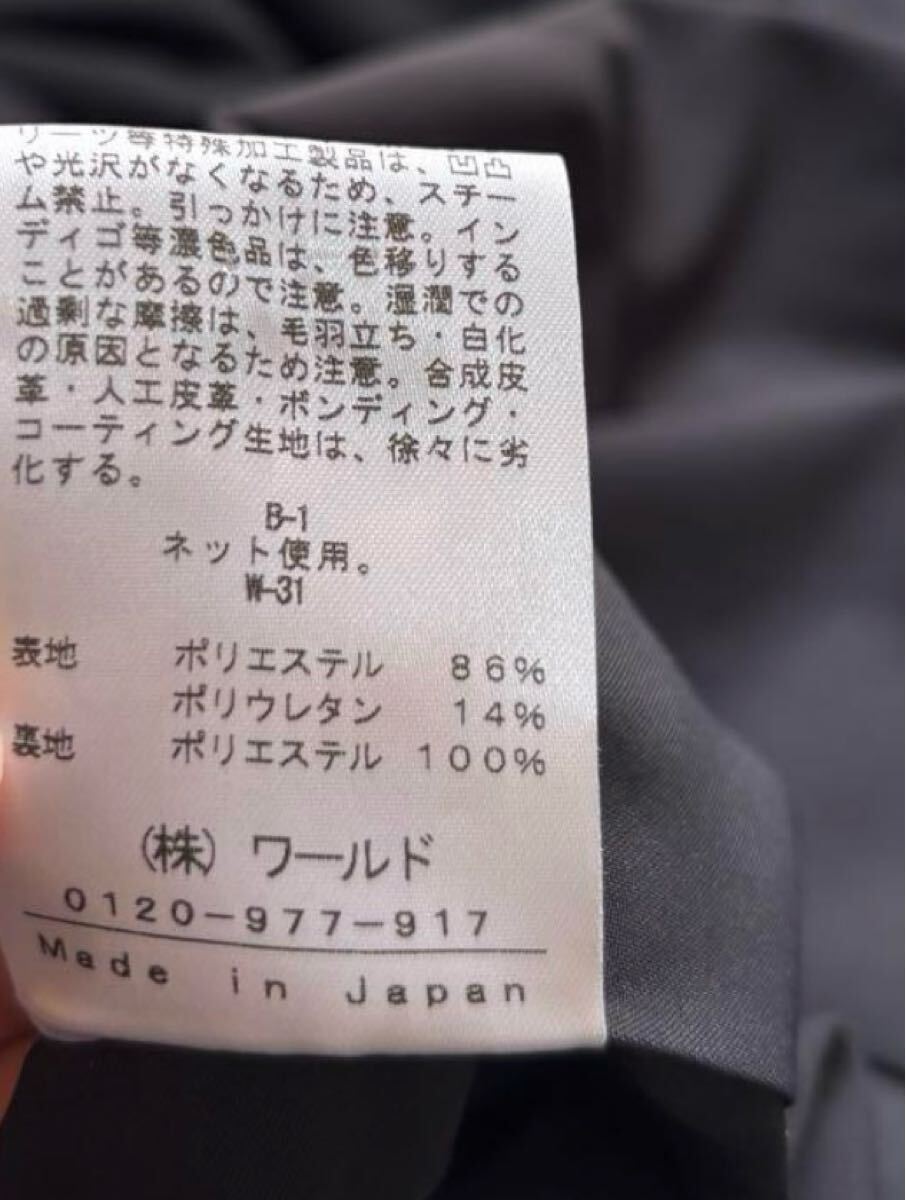 リーツ等特殊加工製品は、凹凸
や光沢がなくなるため、スチー
ム禁止。引っかけに注意。イン
ディゴ等濃色品は、色移りする
ことがあるので注意。湿潤での
過剰な摩擦は、毛羽立ち・白化
の原因となるため注意。合成皮
革・人工皮革・ボンディング・
コーティング生地は、徐々に劣
化する。
B-1
ネット使用。
W-31
表地 ポリエステル 86%
ポリウレタン 14%
裏地 ポリエステル 100%
(株) ワールド
0120-977-917
Made in Japan